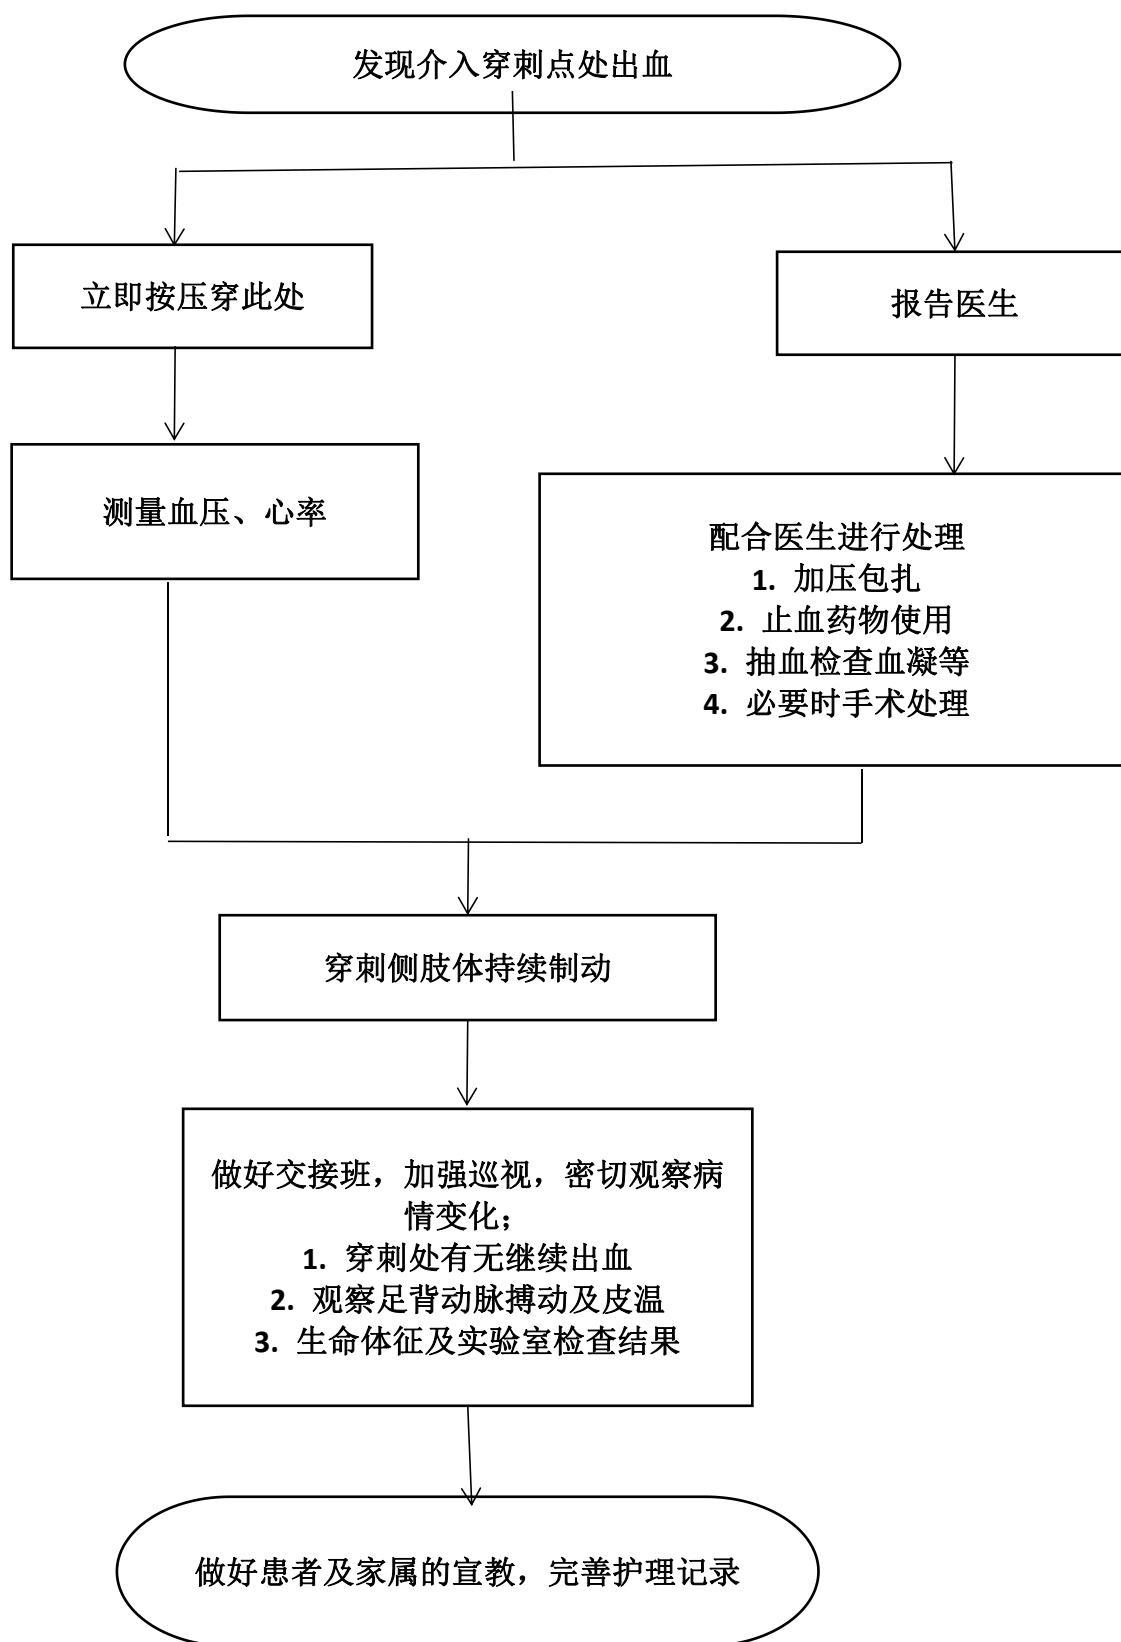 发现介入穿刺点处出血
立即按压穿此处
报告医生
测量血压、心率
配合医生进行处理
1. 加压包扎
2. 止血药物使用
3. 抽血检查血凝等
4. 必要时手术处理
穿刺侧肢体持续制动
做好交接班，加强巡视，密切观察病
情变化；
1. 穿刺处有无继续出血
2. 观察足背动脉搏动及皮温
3. 生命体征及实验室检查结果
做好患者及家属的宣教，完善护理记录